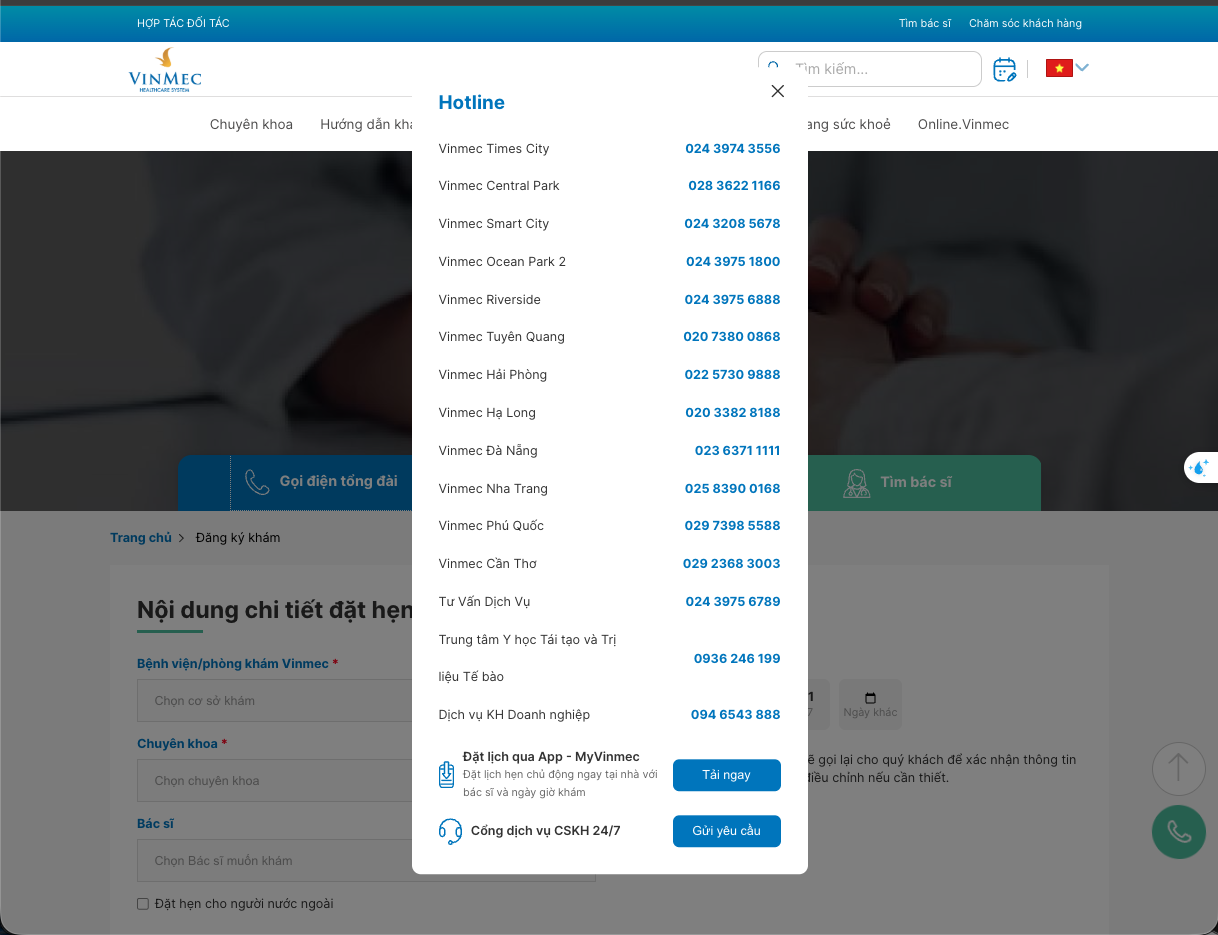 HỢP TÁC ĐỐI TÁC
Tìm bác sĩ
Chăm sóc khách hàng
VINMEC
HEALTHCARE SYSTEM
Tìm kiếm...
Chuyên khoa
Hướng dẫn
sức khoẻ
Online.Vinmec
Hotline
Vinmec Times City 024 3974 3556
Vinmec Central Park 028 3622 1166
Vinmec Smart City 024 3208 5678
Vinmec Ocean Park 2 024 3975 1800
Vinmec Riverside 024 3975 6888
Vinmec Tuyên Quang 020 7380 0868
Vinmec Hải Phòng 022 5730 9888
Vinmec Hạ Long 020 3382 8188
Vinmec Đà Nẵng 023 6371 1111
Vinmec Nha Trang 025 8390 0168
Vinmec Phú Quốc 029 7398 5588
Vinmec Cần Thơ 029 2368 3003
Tư Vấn Dịch Vụ 024 3975 6789
Trung tâm Y học Tái tạo và Trị
liệu Tế bào
0936 246 199
Dịch vụ KH Doanh nghiệp 094 6543 888
Đặt lịch qua App - MyVinmec
Đặt lịch hẹn chủ động ngay tại nhà với
bác sĩ và ngày giờ khám
Tải ngay
Cổng dịch vụ CSKH 24/7
Gửi yêu cầu
Gọi điện tổng đài
Tìm bác sĩ
Trang chủ > Đăng ký khám
Nội dung chi tiết đặt hẹn
Bệnh viện/phòng khám Vinmec *
Chọn cơ sở khám
Chuyên khoa *
Chọn chuyên khoa
Bác sĩ
Chọn Bác sĩ muốn khám
Đặt hẹn cho người nước ngoài
Ngày khác
gọi lại cho quý khách để xác nhận thông tin
điều chỉnh nếu cần thiết.